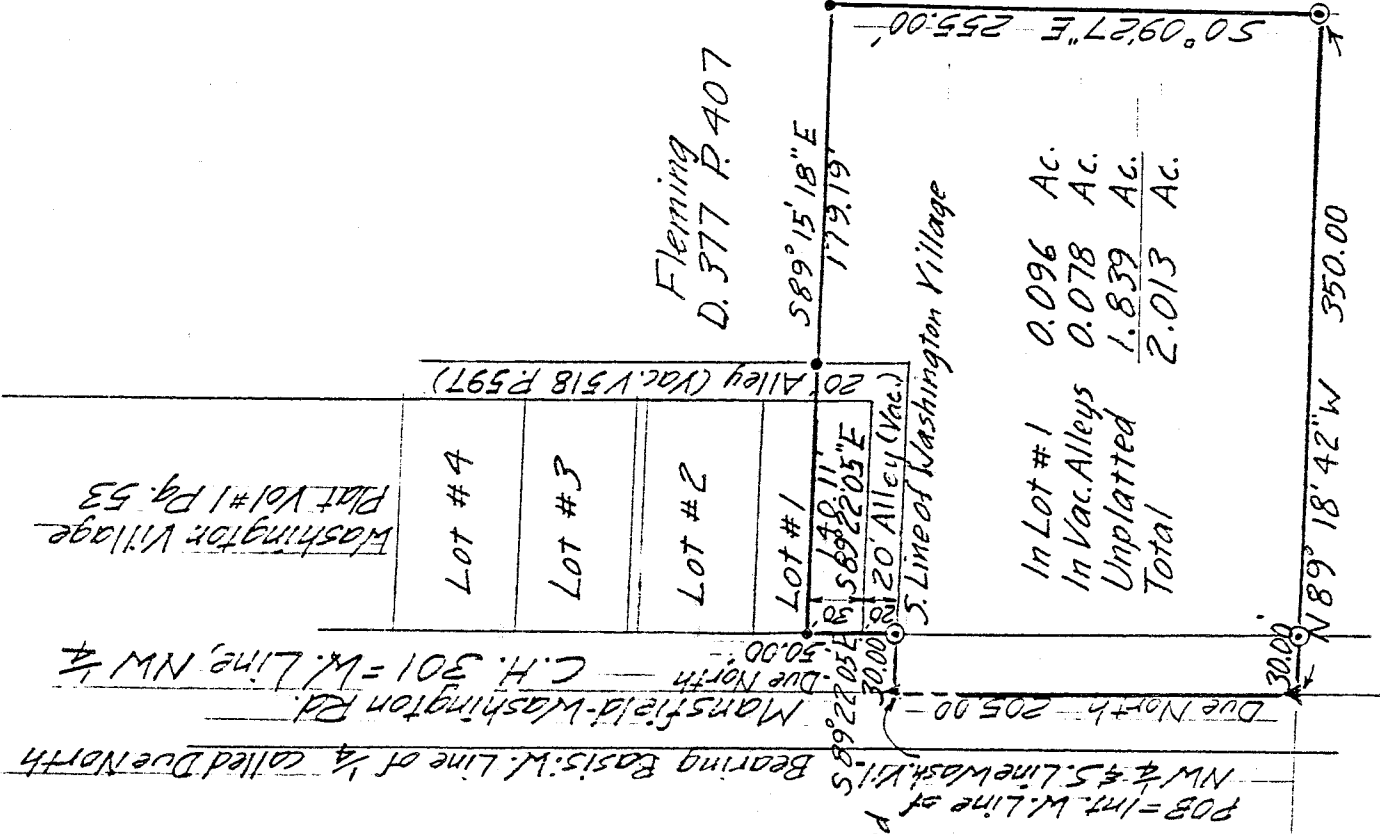 S0°09'27"E 255.00'
Fleming
D. 377 P. 407
S89°15'18"E
179.19'
20' Alley (Vac. V518 P.597)
Washington Village
Plat Vol #1 Pg. 53
Lot #4
Lot #3
Lot #2
Lot #1
140.11'
S89°22'05"E
20' Alley (Vac.)
S. Line of Washington Village
30'
20'
In Lot #1 0.096 Ac.
In Vac. Alleys 0.078 Ac.
Unplatted 1.839 Ac.
Total 2.013 Ac.
N89°18'42"W 350.00'
30.00'
C.H. 301 = W. Line, NW ¼
Due North
50.00'
S89°22'05"E
30.00'
Mansfield-Washington Rd.
Due North 205.00
Bearing Basis: W. Line of ¼ called Due North
POB = Int. W. Line of
NW ¼ & S. Line Wash. Vil.
d